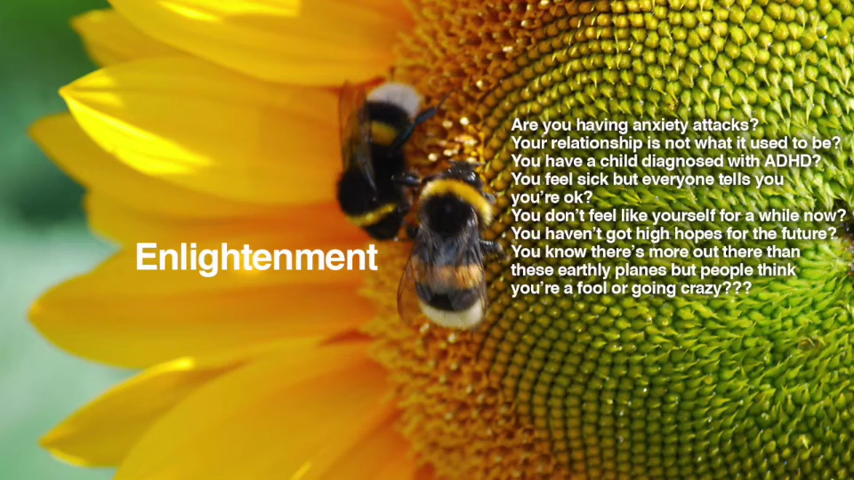 Enlightenment
Are you having anxiety attacks?
Your relationship is not what it used to be?
You have a child diagnosed with ADHD?
You feel sick but everyone tells you
you're ok?
You don't feel like yourself for a while now?
You haven't got high hopes for the future?
You know there's more out there than
these earthly planes but people think
you're a fool or going crazy???